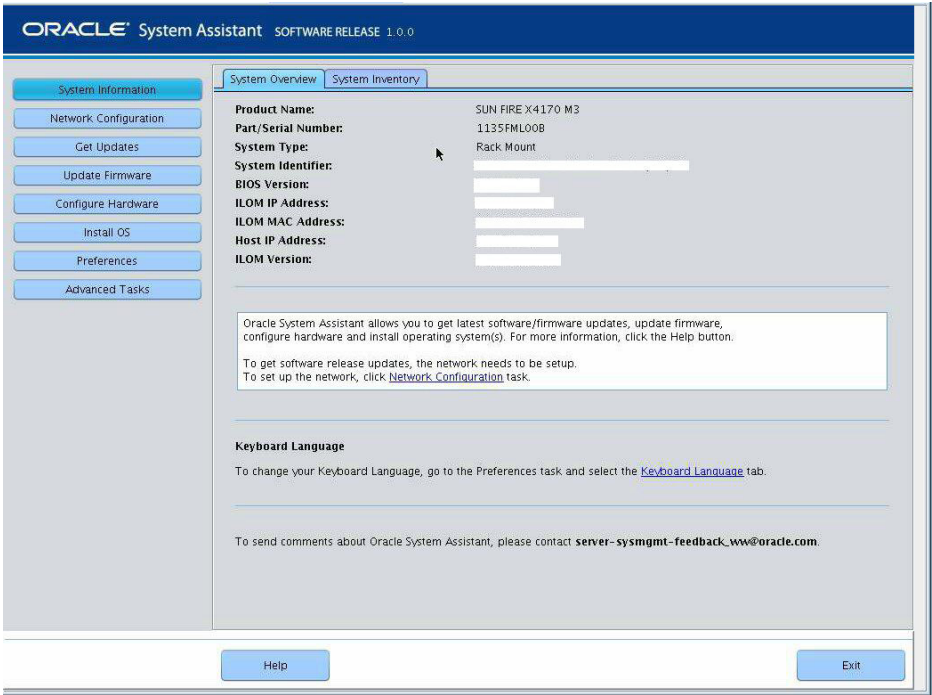 ORACLE® System Assistant SOFTWARE RELEASE 1.0.0
System Information
Network Configuration
Get Updates
Update Firmware
Configure Hardware
Install OS
Preferences
Advanced Tasks
System Overview System Inventory
Product Name: SUN FIRE X4170 M3
Part/Serial Number: 1135FML00B
System Type: Rack Mount
System Identifier:
BIOS Version:
ILOM IP Address:
ILOM MAC Address:
Host IP Address:
ILOM Version:
Oracle System Assistant allows you to get latest software/firmware updates, update firmware,
configure hardware and install operating system(s). For more information, click the Help button.
To get software release updates, the network needs to be setup.
To set up the network, click Network Configuration task.
Keyboard Language
To change your Keyboard Language, go to the Preferences task and select the Keyboard Language tab.
To send comments about Oracle System Assistant, please contact server-sysmgmt-feedback_ww@oracle.com.
Help Exit